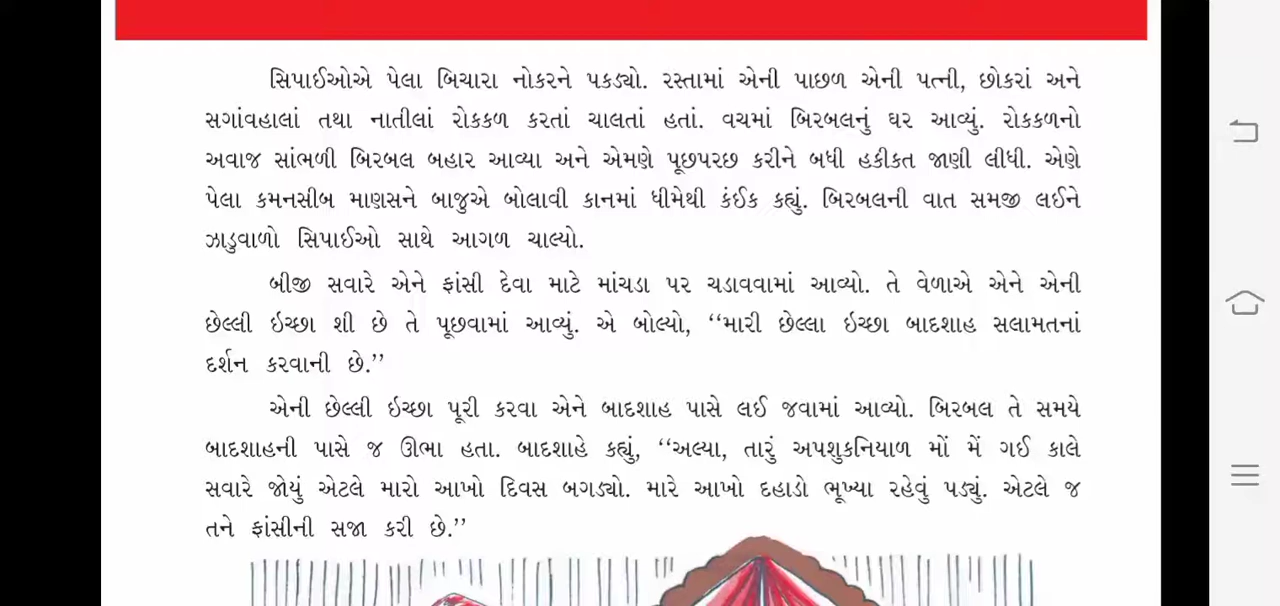 સિપાઈઓએ પેલા બિચારા નોકરને પકડ્યો. રસ્તામાં એની પાછળ એની પત્ની, છોકરાં અને
સગાંવહાલાં તથા નાતીલાં રોકકળ કરતાં ચાલતાં હતાં. વચમાં બિરબલનું ઘર આવ્યું. રોકકળનો
અવાજ સાંભળી બિરબલ બહાર આવ્યા અને એમણે પૂછપરછ કરીને બધી હકીકત જાણી લીધી. એણે
પેલા કમનસીબ માણસને બાજુએ બોલાવી કાનમાં ધીમેથી કંઈક કહ્યું. બિરબલની વાત સમજી લઈને
ઝાડુવાળો સિપાઈઓ સાથે આગળ ચાલ્યો.
બીજી સવારે એને ફાંસી દેવા માટે માંચડા પર ચડાવવામાં આવ્યો. તે વેળાએ એને એની
છેલ્લી ઇચ્છા શી છે તે પૂછવામાં આવ્યું. એ બોલ્યો, ‘‘મારી છેલ્લા ઇચ્છા બાદશાહ સલામતનાં
દર્શન કરવાની છે.’’
એની છેલ્લી ઇચ્છા પૂરી કરવા એને બાદશાહ પાસે લઈ જવામાં આવ્યો. બિરબલ તે સમયે
બાદશાહની પાસે જ ઊભા હતા. બાદશાહે કહ્યું, ‘‘અલ્યા, તારું અપશુકનિયાળ મોં મેં ગઈ કાલે
સવારે જોયું એટલે મારો આખો દિવસ બગડ્યો. મારે આખો દહાડો ભૂખ્યા રહેવું પડ્યું. એટલે જ
તને ફાંસીની સજા કરી છે.’’